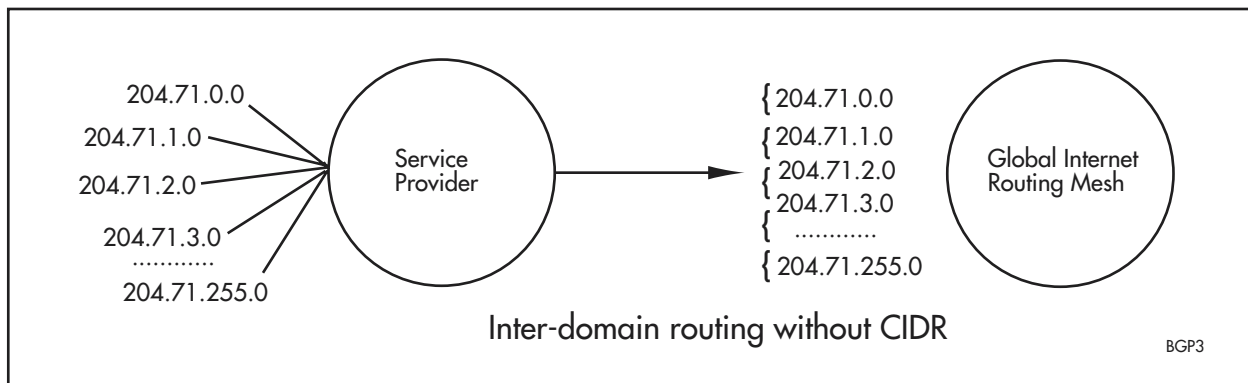 204.71.0.0
204.71.1.0
204.71.2.0
204.71.3.0
............
204.71.255.0
Service
Provider
{ 204.71.0.0
{ 204.71.1.0
{ 204.71.2.0
204.71.3.0
{ ............
{ 204.71.255.0
Global Internet
Routing Mesh
Inter-domain routing without CIDR
BGP3